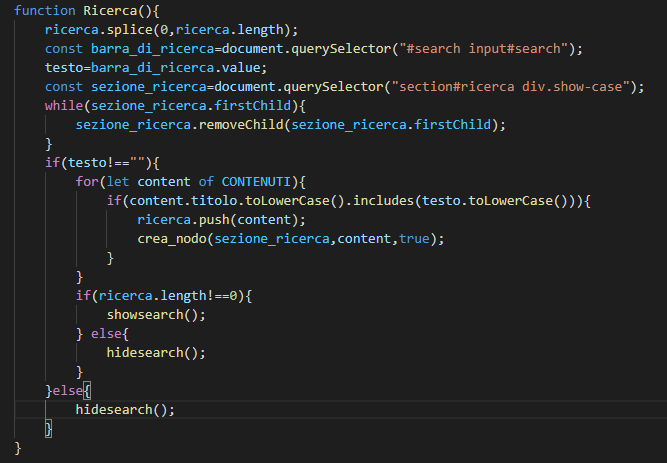 function Ricerca(){
    ricerca.splice(0,ricerca.length);
    const barra_di_ricerca=document.querySelector("#search input#search");
    testo=barra_di_ricerca.value;
    const sezione_ricerca=document.querySelector("section#ricerca div.show-case");
    while(sezione_ricerca.firstChild){
        sezione_ricerca.removeChild(sezione_ricerca.firstChild);
    }
    if(testo!==""){
        for(let content of CONTENUTI){
            if(content.titolo.toLowerCase().includes(testo.toLowerCase())){
                ricerca.push(content);
                crea_nodo(sezione_ricerca,content,true);
            }
        }
        if(ricerca.length!==0){
            showsearch();
        } else{
            hidesearch();
        }
    }else{
        hidesearch();
    }
}